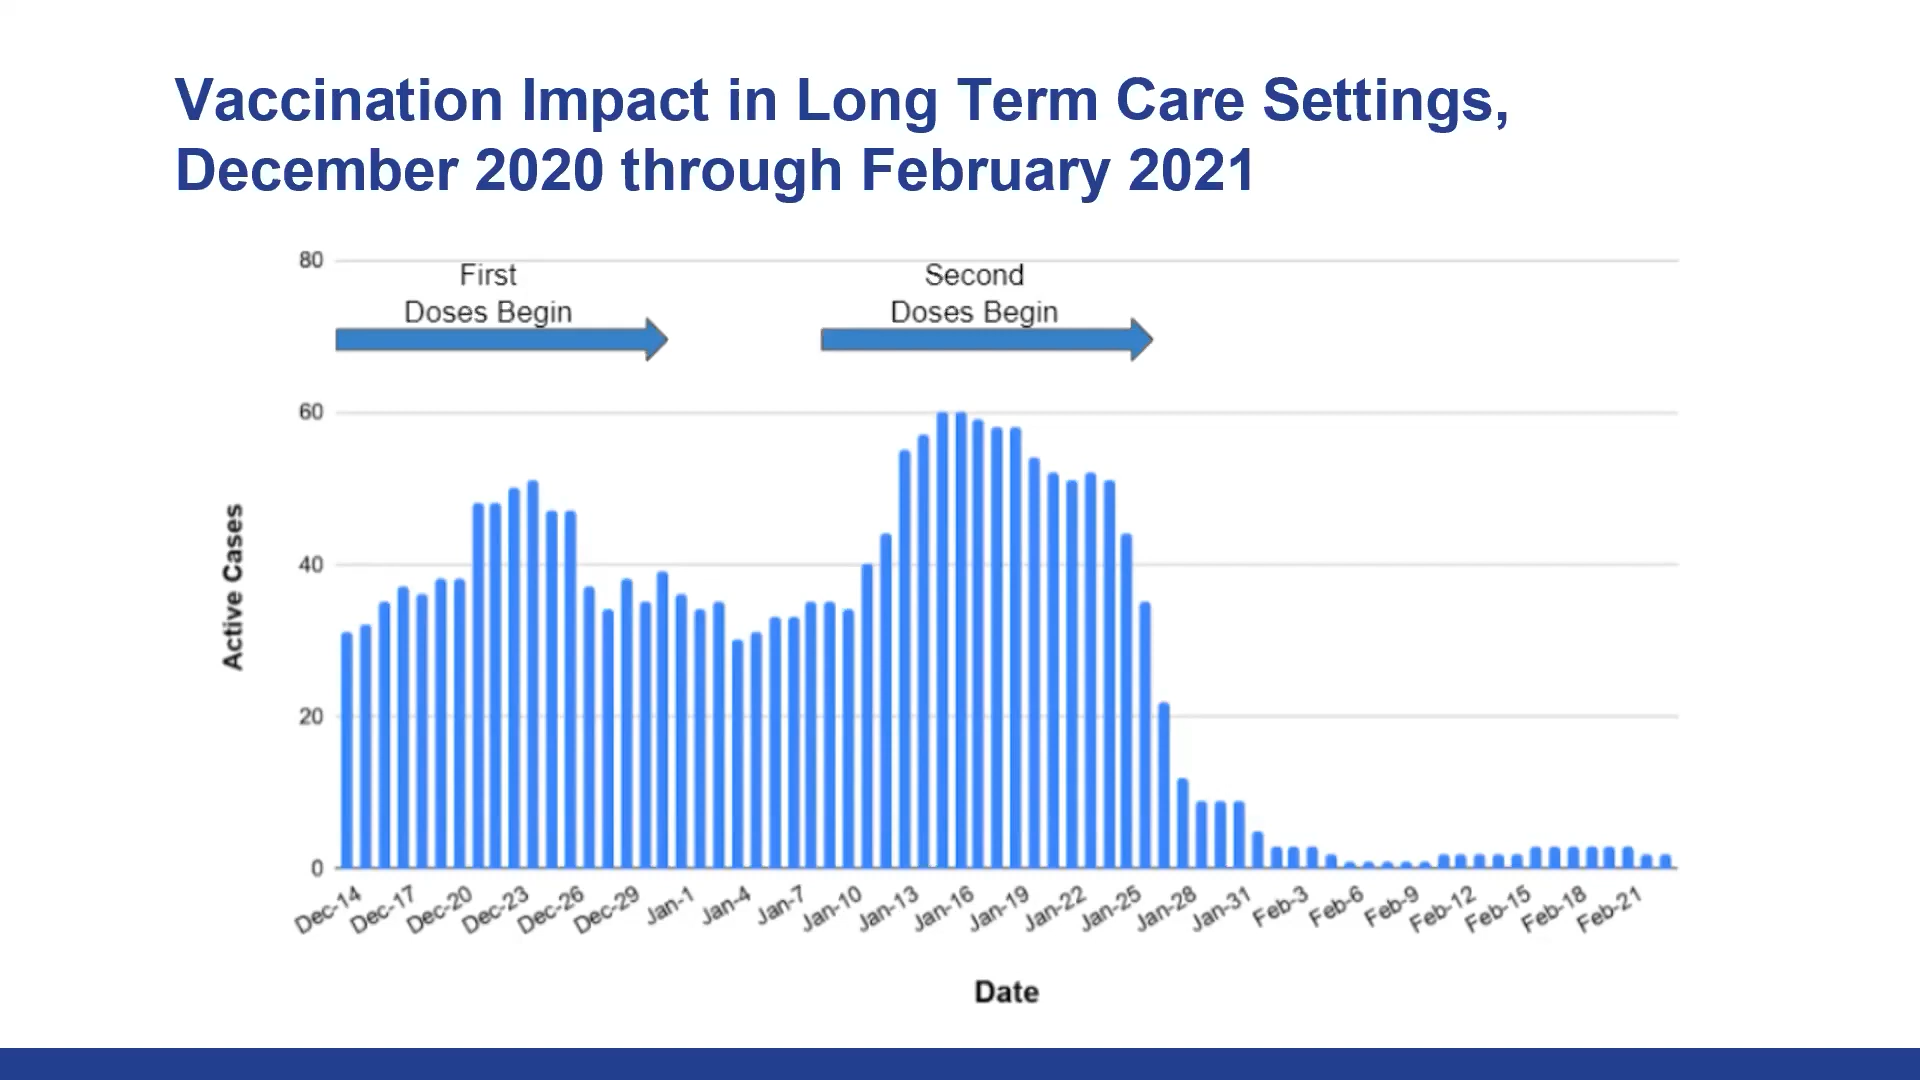 Vaccination Impact in Long Term Care Settings,
December 2020 through February 2021
80
First
Doses Begin
Second
Doses Begin
60
40
20
0
Active Cases
Dec-14
Dec-17
Dec-20
Dec-23
Dec-26
Dec-29
Jan-1
Jan-4
Jan-7
Jan-10
Jan-13
Jan-16
Jan-19
Jan-22
Jan-25
Jan-28
Jan-31
Feb-3
Feb-6
Feb-9
Feb-12
Feb-15
Feb-18
Feb-21
Date